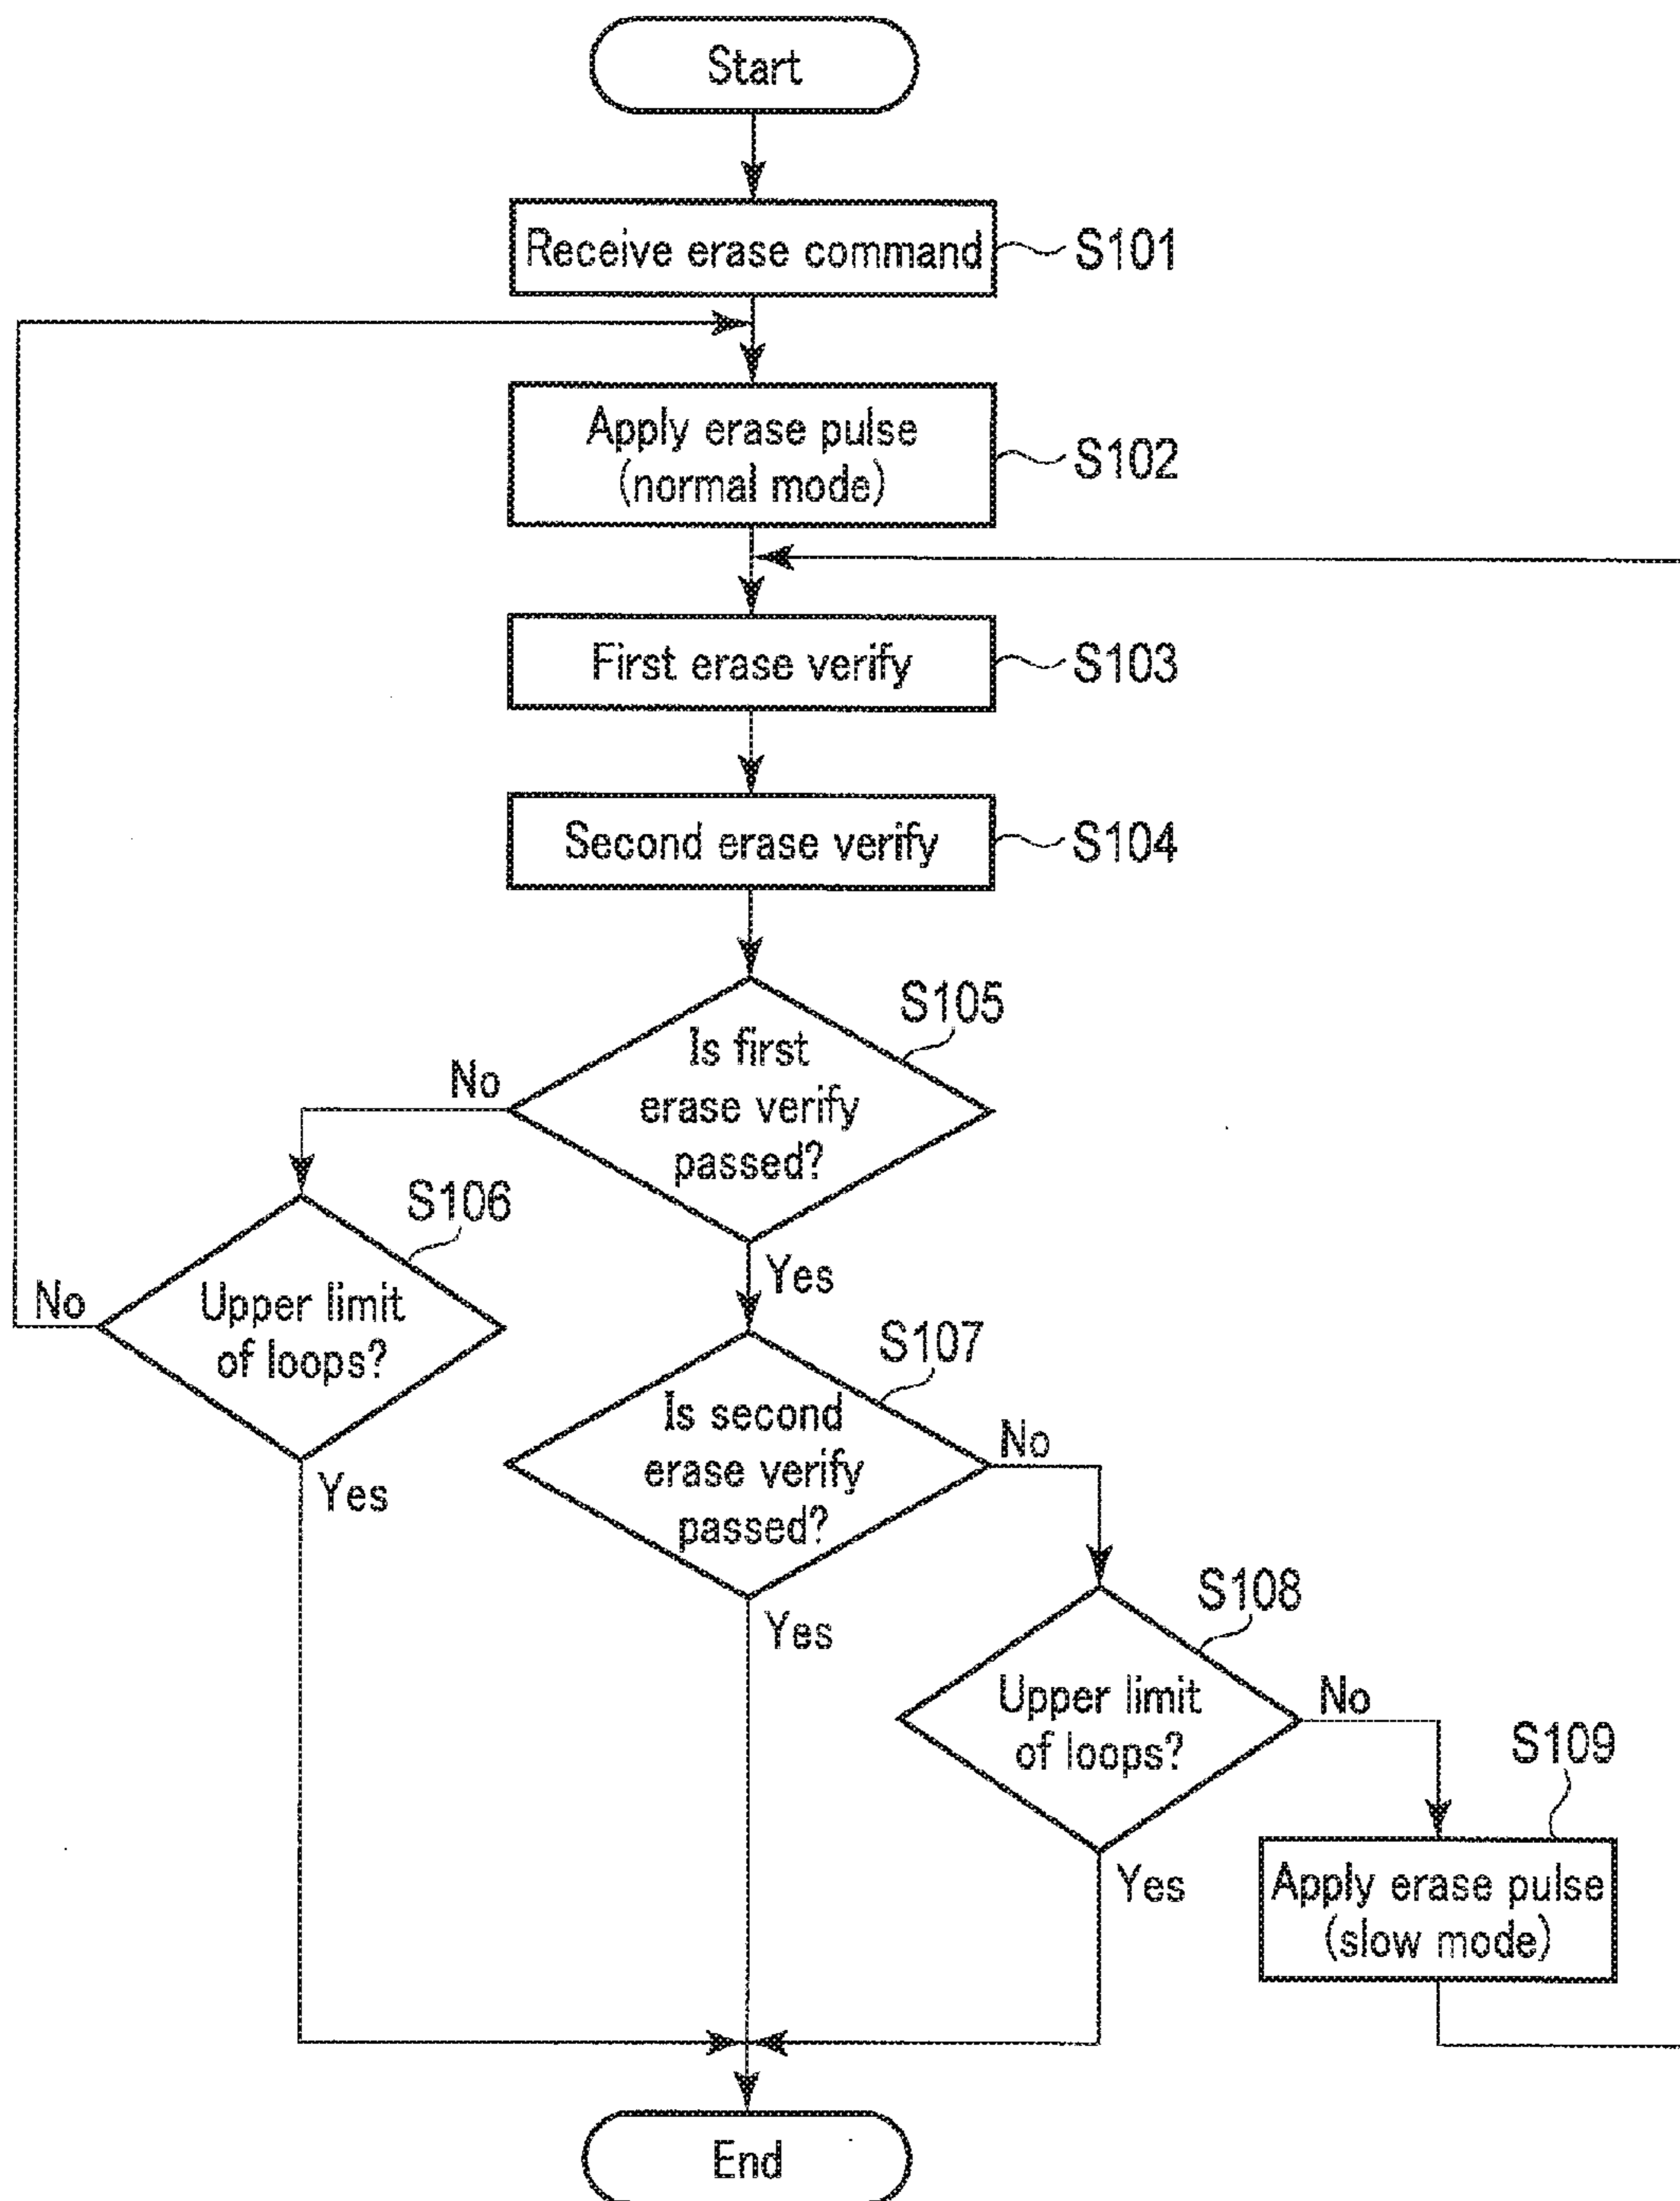 Start
Receive erase command
S101
Apply erase pulse
(normal mode)
S102
First erase verify
S103
Second erase verify
S104
S105
Is first
erase verify
passed?
No
Yes
S106
Upper limit
of loops?
No
Yes
S107
Is second
erase verify
passed?
No
Yes
S108
Upper limit
of loops?
No
Yes
S109
Apply erase pulse
(slow mode)
End